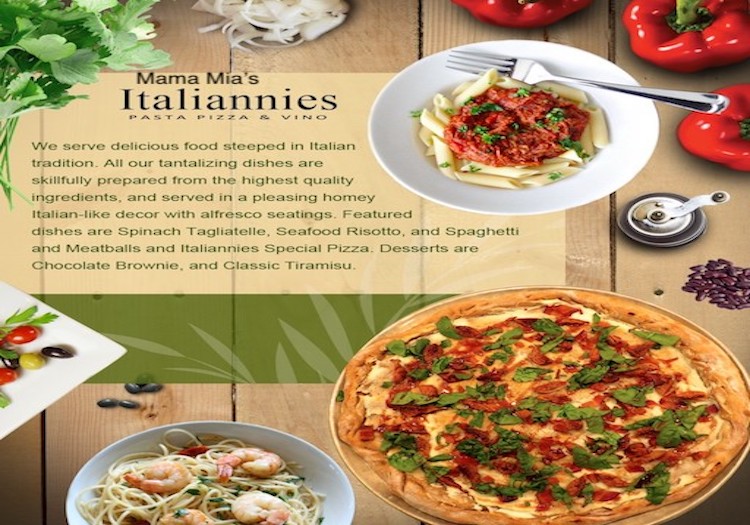 Mama Mia's
Italiannies
PASTA PIZZA & VINO
We serve delicious food steeped in Italian
tradition. All our tantalizing dishes are
skillfully prepared from the highest quality
ingredients, and served in a pleasing homey
Italian-like decor with alfresco seatings. Featured
dishes are Spinach Tagliatelle, Seafood Risotto, and Spaghetti
and Meatballs and Italiannies Special Pizza. Desserts are
Chocolate Brownie, and Classic Tiramisu.